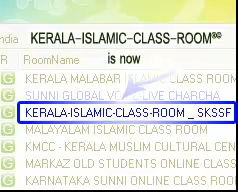 KERALA-ISLAMIC-CLASS-ROOM®©
ndia
is now
R RoomName
G KERALA MALABAR ISLAMIC CLASS ROOM
G SUNNI GLOBAL VOICE LIVE CHARCHA
G KERALA-ISLAMIC-CLASS-ROOM _ SKSSF
G MALAYALAM ISLAMIC CLASS ROOM
G KMCC - KERALA MUSLIM CULTURAL CEN
G MARKAZ OLD STUDENTS ONLINE CLASS
G KARNATAKA SUNNI ONLINE CLASS ROO